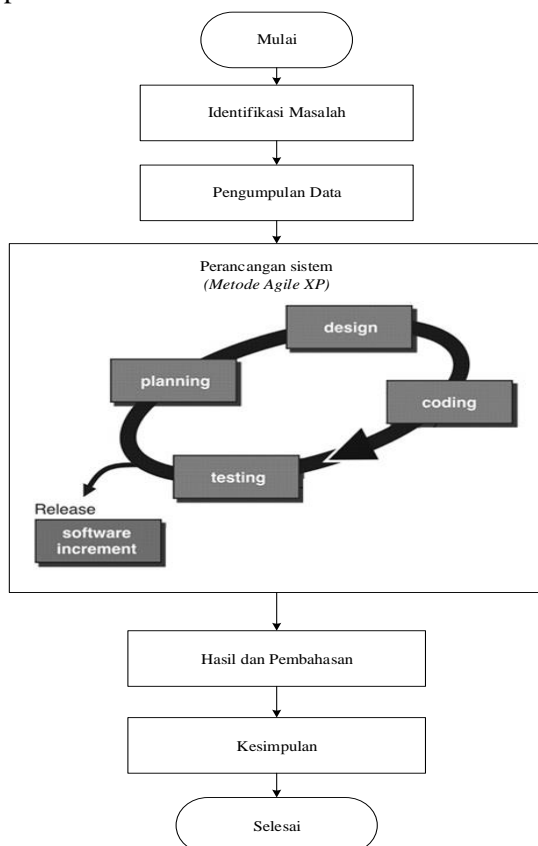 Mulai
Identifikasi Masalah
Pengumpulan Data
Perancangan sistem
(Metode Agile XP)
design
planning
coding
testing
Release
software
increment
Hasil dan Pembahasan
Kesimpulan
Selesai